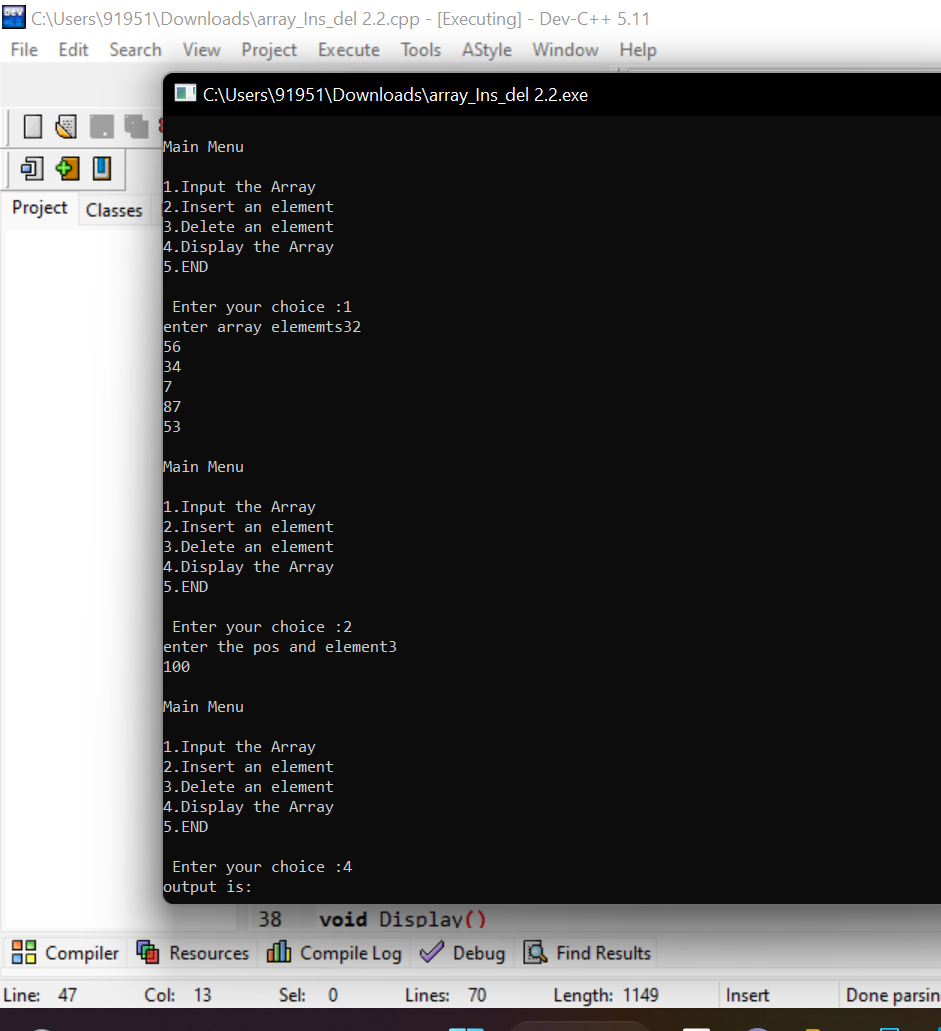 C:\Users\91951\Downloads\array_Ins_del 2.2.cpp - [Executing] - Dev-C++ 5.11
File Edit Search View Project Execute Tools AStyle Window Help
C:\Users\91951\Downloads\array_Ins_del 2.2.exe
Project Classes
Main Menu
1.Input the Array
2.Insert an element
3.Delete an element
4.Display the Array
5.END
Enter your choice :1
enter array elememts32
56
34
7
87
53
Main Menu
1.Input the Array
2.Insert an element
3.Delete an element
4.Display the Array
5.END
Enter your choice :2
enter the pos and element3
100
Main Menu
1.Input the Array
2.Insert an element
3.Delete an element
4.Display the Array
5.END
Enter your choice :4
output is:
38 void Display()
Compiler Resources Compile Log Debug Find Results
Line: 47 Col: 13 Sel: 0 Lines: 70 Length: 1149 Insert Done parsin